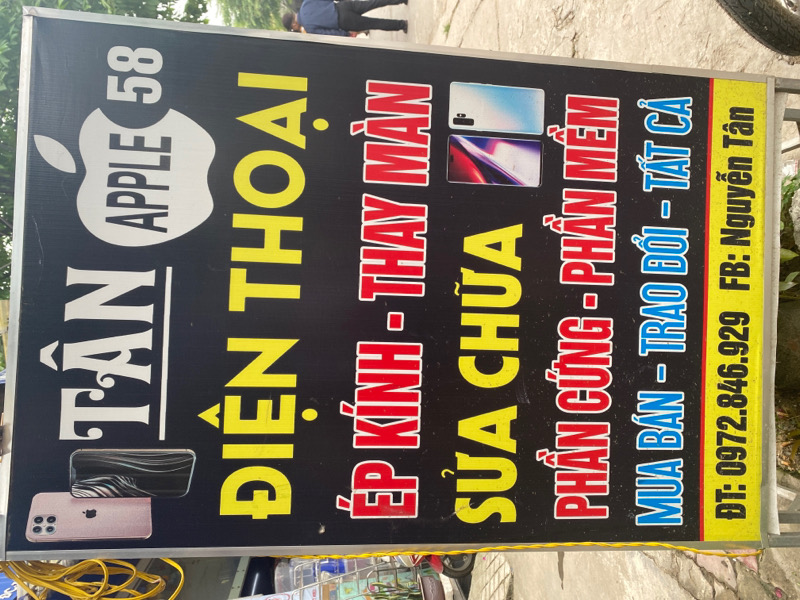 TÂN APPLE 58
ĐIỆN THOẠI
ÉP KÍNH - THAY MÀN
SỬA CHỮA
PHẦN CỨNG - PHẦN MỀM
MUA BÁN - TRAO ĐỔI - TẤT CẢ
ĐT: 0972.846.929 FB: Nguyễn Tân